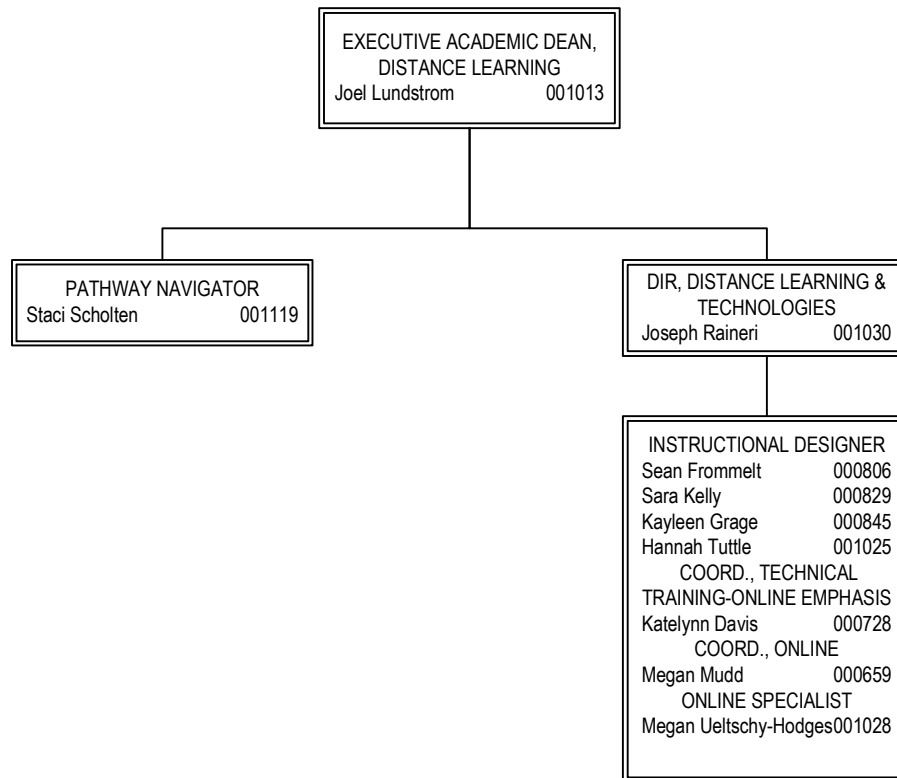 EXECUTIVE ACADEMIC DEAN,
DISTANCE LEARNING
Joel Lundstrom 001013
PATHWAY NAVIGATOR
Staci Scholten 001119
DIR, DISTANCE LEARNING &
TECHNOLOGIES
Joseph Raineri 001030
INSTRUCTIONAL DESIGNER
Sean Frommelt 000806
Sara Kelly 000829
Kayleen Grage 000845
Hannah Tuttle 001025
COORD., TECHNICAL
TRAINING-ONLINE EMPHASIS
Katelynn Davis 000728
COORD., ONLINE
Megan Mudd 000659
ONLINE SPECIALIST
Megan Ueltschy-Hodges001028